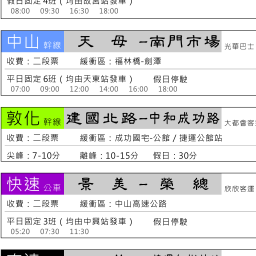 假日固定4班（均由故宮站發車）
08:00 09:30 16:30 18:00
中山幹線 天 母－南門市場 光華巴士
收費：二段票 緩衝區：福林橋-劍潭
平日固定6班（均由天東站發車） 假日停駛
07:00 09:00 12:00 14:00 16:00 18:00
敦化幹線 建國北路－中和成功路 大都會客
收費：二段票 緩衝區：成功國宅-公館／捷運公館站
尖峰：7-10分 離峰：10-15分 假日：30分
快速公車 景 美－榮 總 欣欣客運
收費：二段票 緩衝區：中山高速公路
平日固定3班（均由中興站發車） 假日停駛
05:20 07:30 11:30